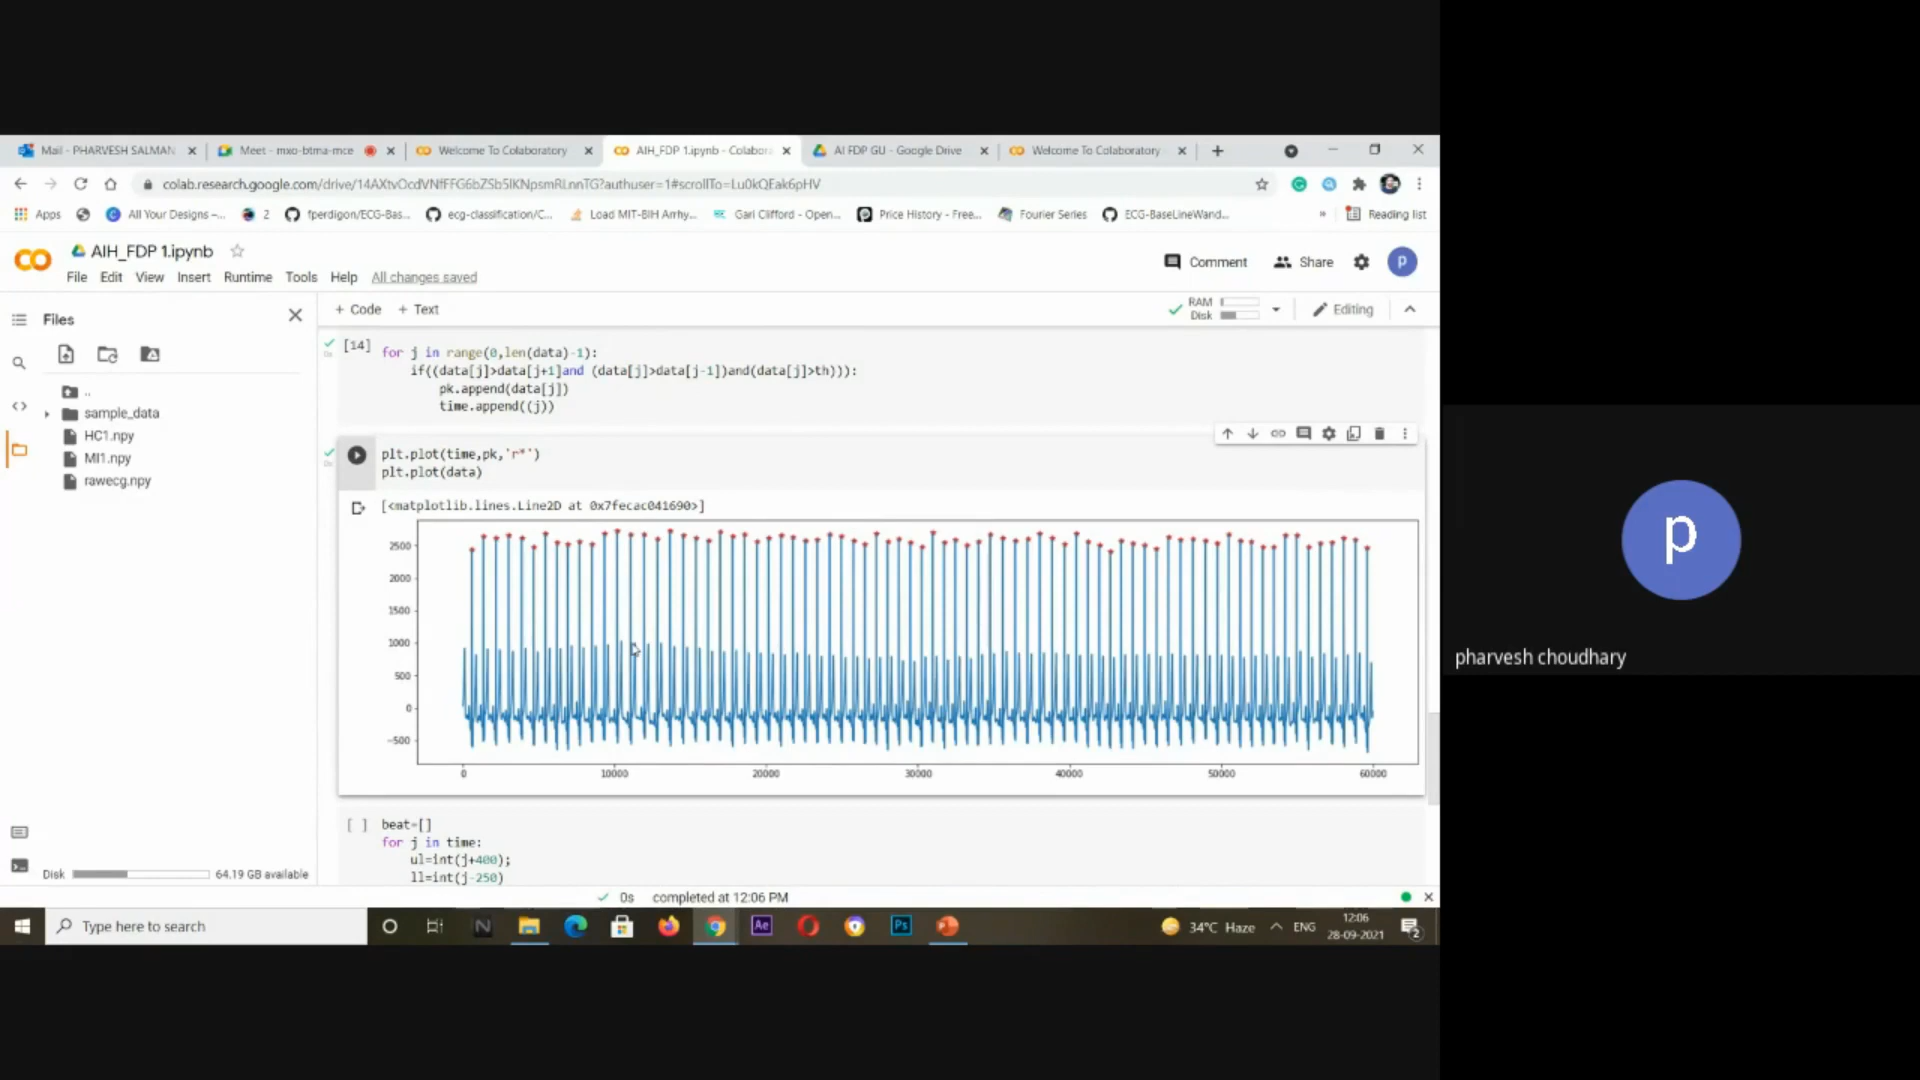 Mail - PHARVESH SALMAN
Meet - mxo-btma-mce
Welcome To Colaboratory
AIH_FDP 1.ipynb - Colabora
AI FDP GU - Google Drive
Welcome To Colaboratory
colab.research.google.com/drive/14AXtvOcdVNfFFG6bZSb5IKNpsmRLnnTG?authuser=1#scrollTo=Lu0kQEak6pHV
Apps
All Your Designs –...
2
fperdigon/ECG-Bas...
ecg-classification/C...
Load MIT-BIH Arrhy...
Gari Clifford - Open...
Price History - Free...
Fourier Series
ECG-BaseLineWand...
»
Reading list
AIH_FDP 1.ipynb
Comment
Share
p
File Edit View Insert Runtime Tools Help All changes saved
Files
+ Code + Text
RAM
Disk
Editing
..
sample_data
HC1.npy
MI1.npy
rawecg.npy
[14]
for j in range(0,len(data)-1):
if((data[j]>data[j+1]and (data[j]>data[j-1])and(data[j]>th))):
pk.append(data[j])
time.append((j))
plt.plot(time,pk,'r*')
plt.plot(data)
[<matplotlib.lines.Line2D at 0x7fecac041690>]
2500
2000
1500
1000
500
0
−500
0 10000 20000 30000 40000 50000 60000
[ ]
beat=[]
for j in time:
ul=int(j+400);
ll=int(j-250)
Disk
64.19 GB available
0s completed at 12:06 PM
Type here to search
Ae
Ps
34°C Haze
ENG
12:06
28-09-2021
2
p
pharvesh choudhary